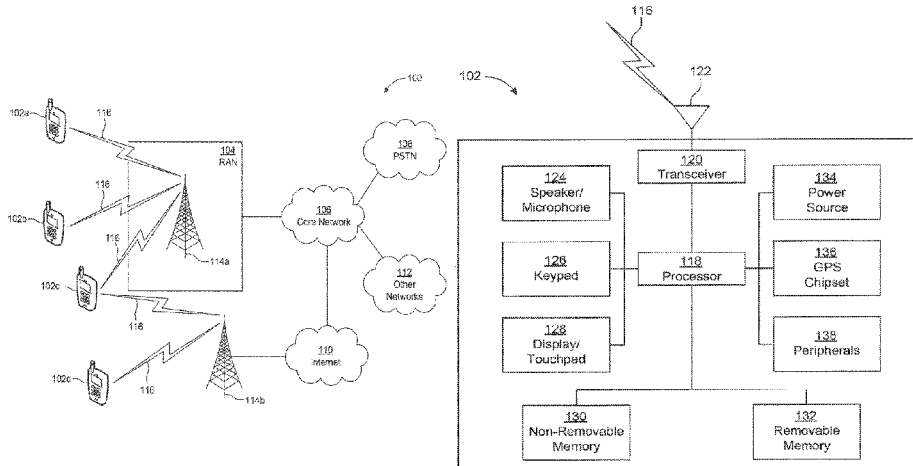 102a
116
116
102b
116
102c
116
102d
116
104
RAN
114a
114b
106
Core Network
100
108
PSTN
112
Other
Networks
110
Internet
102
116
122
120
Transceiver
124
Speaker/
Microphone
126
Keypad
128
Display/
Touchpad
118
Processor
134
Power
Source
136
GPS
Chipset
138
Peripherals
130
Non-Removable
Memory
132
Removable
Memory